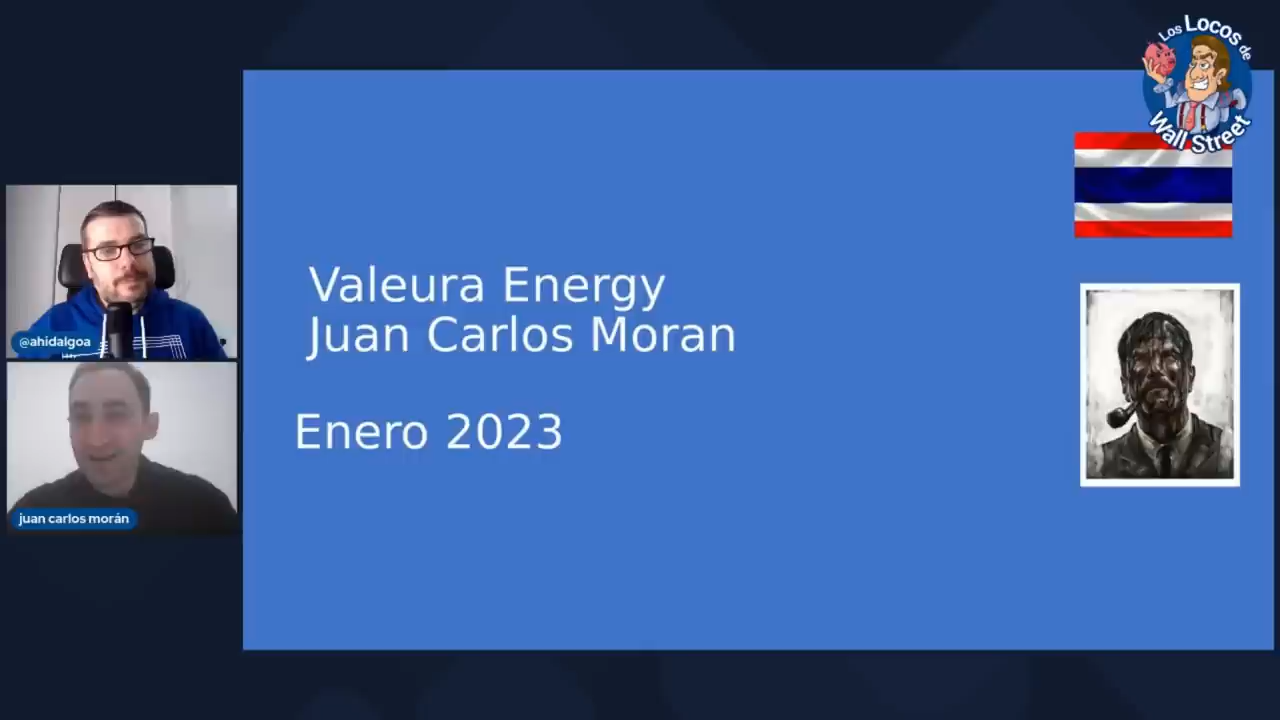 Los Locos de
Wall Street
Valeura Energy
Juan Carlos Moran
Enero 2023
@ahidalgoa
juan carlos morán